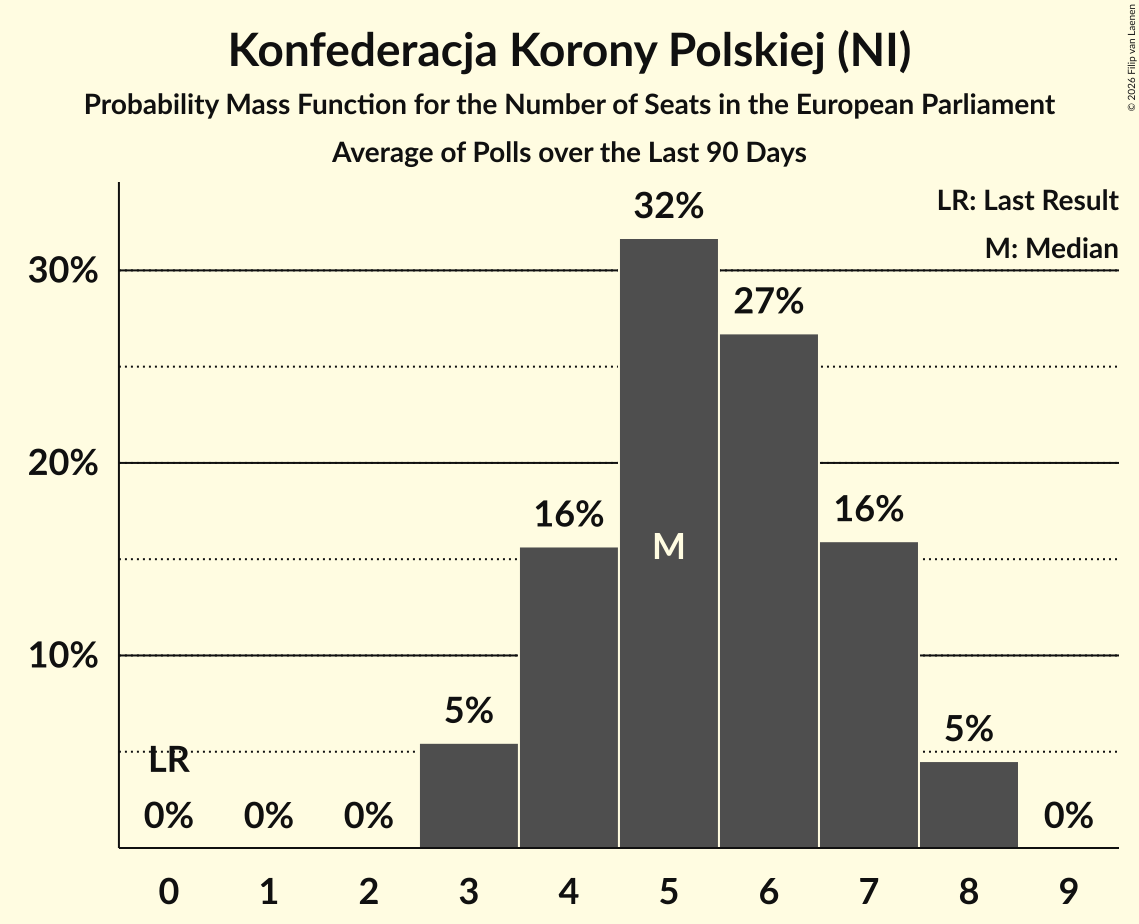 Konfederacja Korony Polskiej (NI)
Probability Mass Function for the Number of Seats in the European Parliament
Average of Polls over the Last 90 Days
© 2026 Filip van Laenen
LR: Last Result
M: Median
30%
20%
10%
LR
0%
0%
0%
5%
16%
32%
M
27%
16%
5%
0%
0 1 2 3 4 5 6 7 8 9